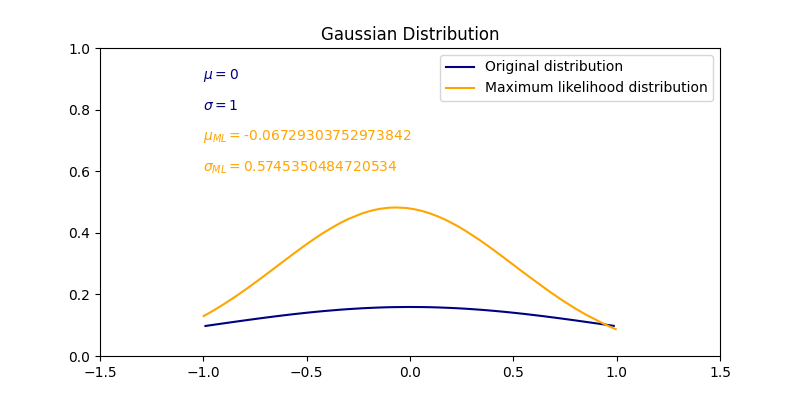 Gaussian Distribution
1.0
0.8
0.6
0.4
0.2
0.0
μ = 0
σ = 1
μ_ML = -0.06729303752973842
σ_ML = 0.5745350484720534
Original distribution
Maximum likelihood distribution
−1.5 −1.0 −0.5 0.0 0.5 1.0 1.5